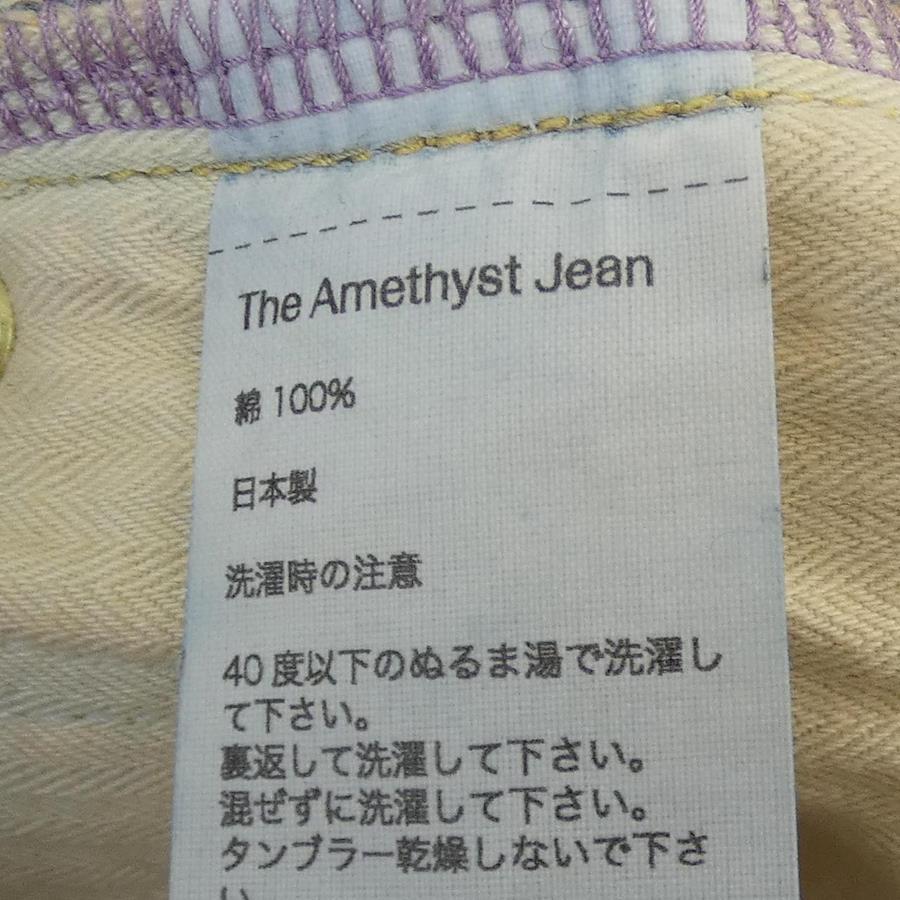 The Amethyst Jean
綿 100%
日本製
洗濯時の注意
40 度以下のぬるま湯で洗濯し
て下さい。
裏返して洗濯して下さい。
混ぜずに洗濯して下さい。
タンブラー乾燥しないで下さ
い